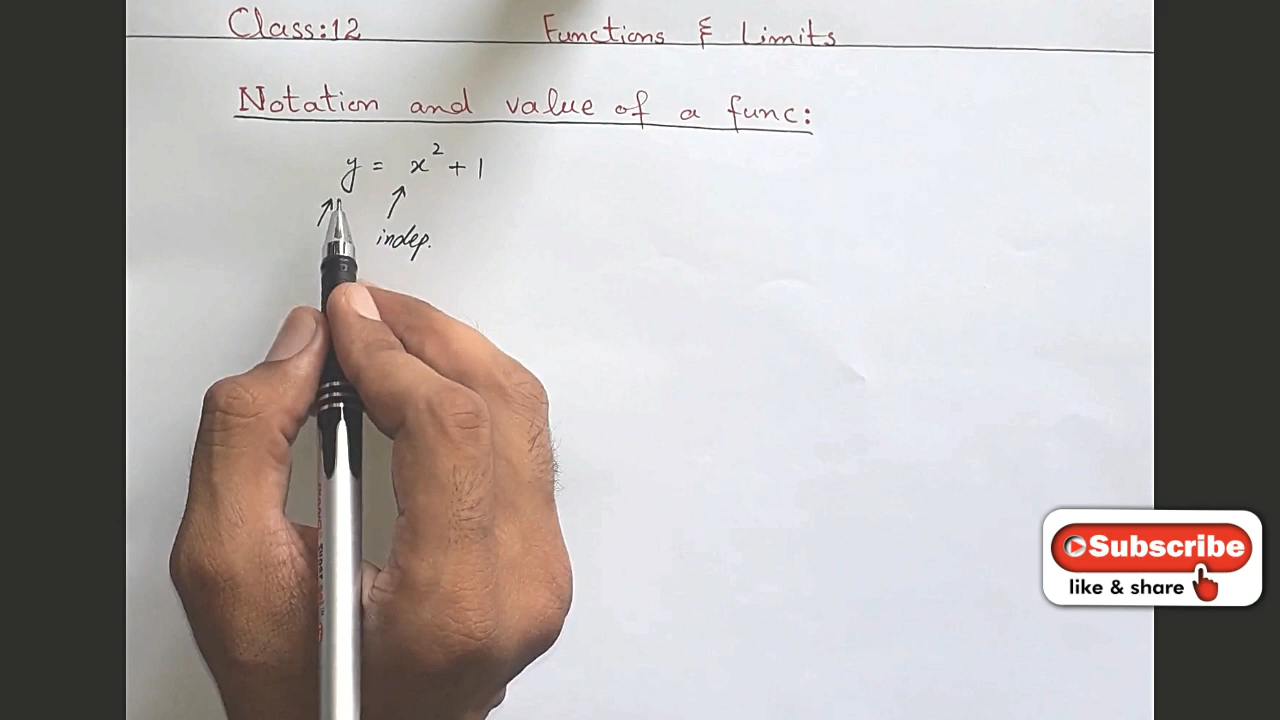 Class:12 Functions & Limits
Notation and value of a func:
y = x² + 1
indep.
Subscribe
like & share